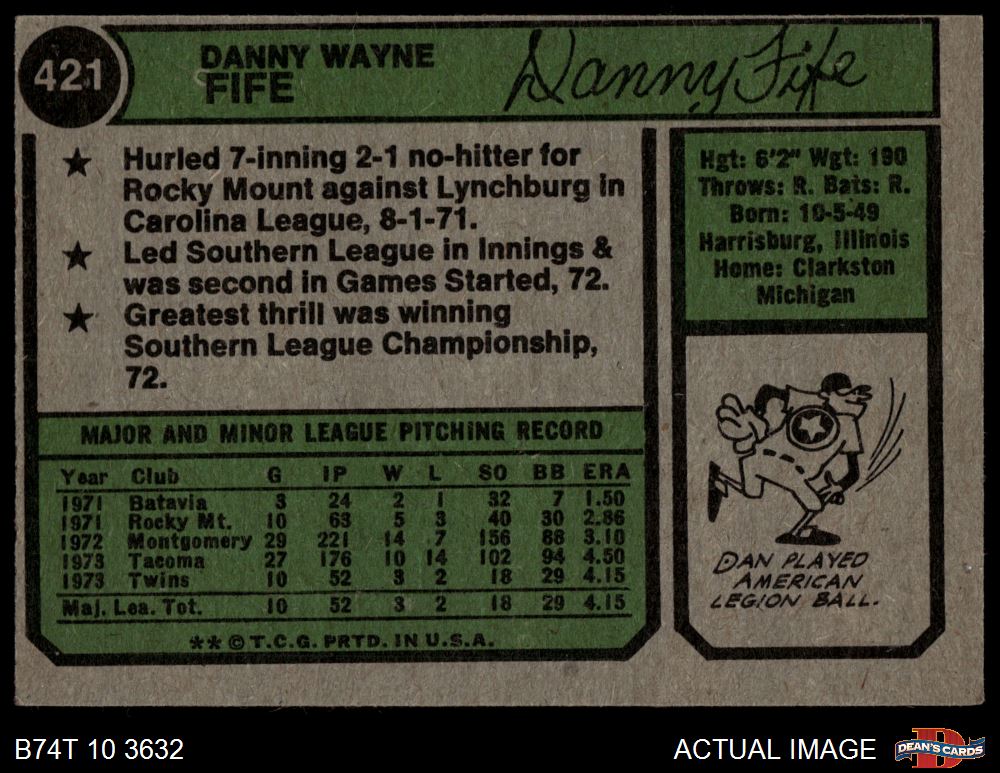 421
DANNY WAYNE
FIFE
Danny Fife
★ Hurled 7-inning 2-1 no-hitter for
Rocky Mount against Lynchburg in
Carolina League, 8-1-71.
★ Led Southern League in Innings &
was second in Games Started, 72.
★ Greatest thrill was winning
Southern League Championship,
72.
Hgt: 6'2" Wgt: 190
Throws: R. Bats: R.
Born: 10-5-49
Harrisburg, Illinois
Home: Clarkston
Michigan
MAJOR AND MINOR LEAGUE PITCHING RECORD
Year Club G IP W L SO BB ERA
1971 Batavia 3 24 2 1 32 7 1.50
1971 Rocky Mt. 10 63 5 3 40 30 2.86
1972 Montgomery 29 221 14 7 156 88 3.10
1973 Tacoma 27 176 10 14 102 94 4.50
1973 Twins 10 52 3 2 18 29 4.15
Maj. Lea. Tot. 10 52 3 2 18 29 4.15
** © T.C.G. PRTD. IN U.S.A.
DAN PLAYED
AMERICAN
LEGION BALL.
B74T 10 3632
ACTUAL IMAGE
D
DEAN'S CARDS